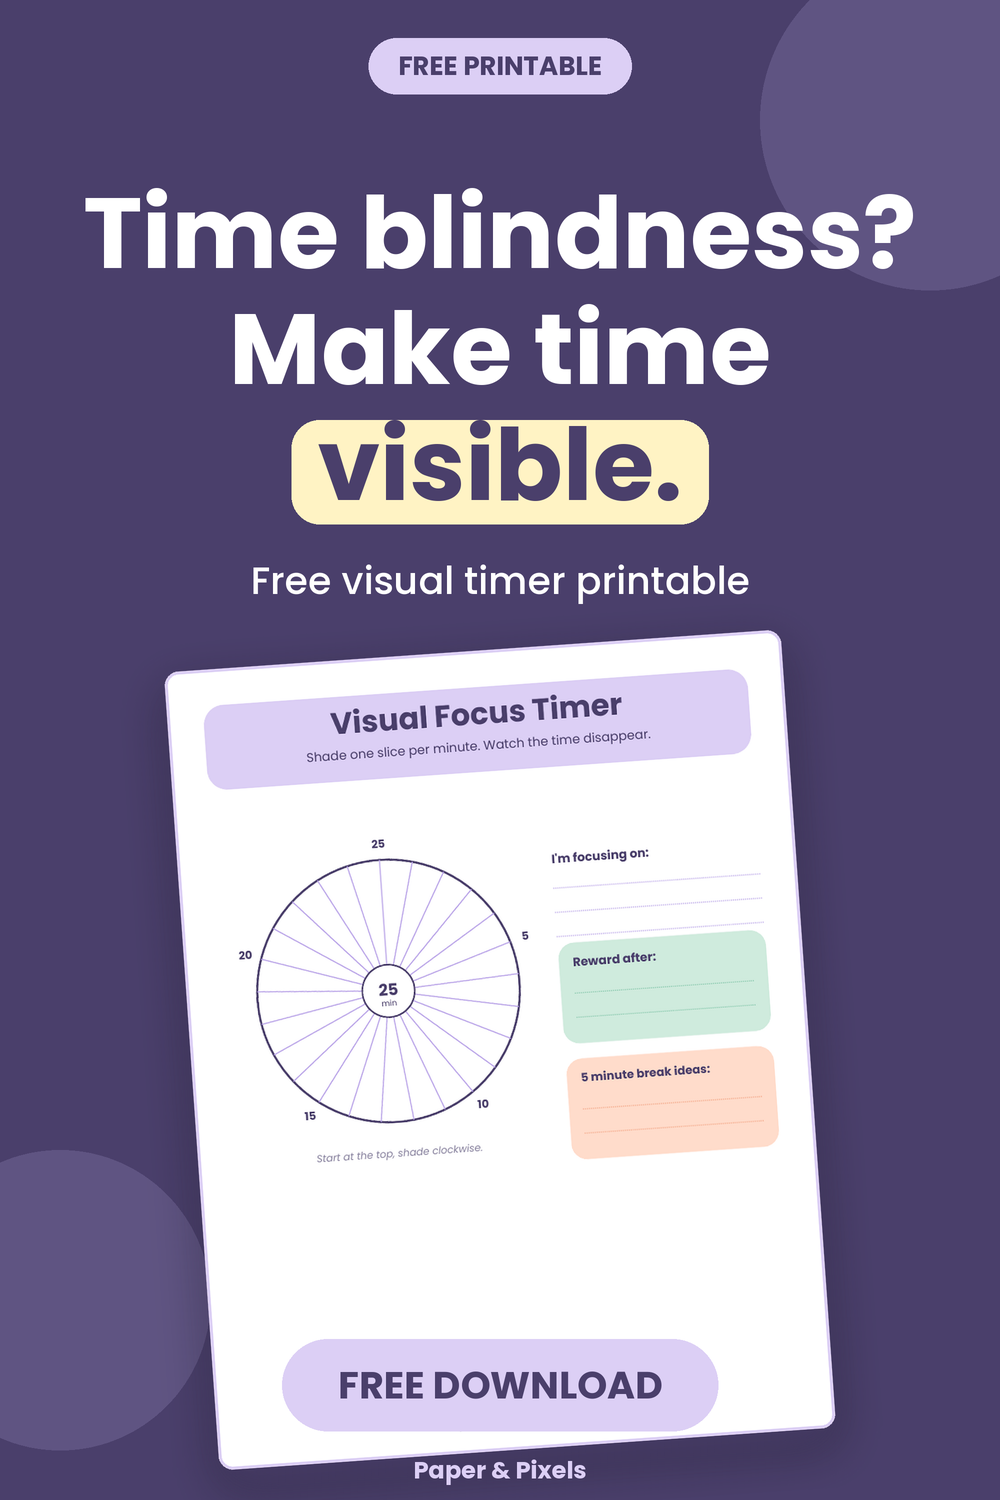 FREE PRINTABLE
Time blindness?
Make time
visible.
Free visual timer printable
Visual Focus Timer
Shade one slice per minute. Watch the time disappear.
25
5
20
25
min
15
10
Start at the top, shade clockwise.
I'm focusing on:
Reward after:
5 minute break ideas:
FREE DOWNLOAD
Paper & Pixels